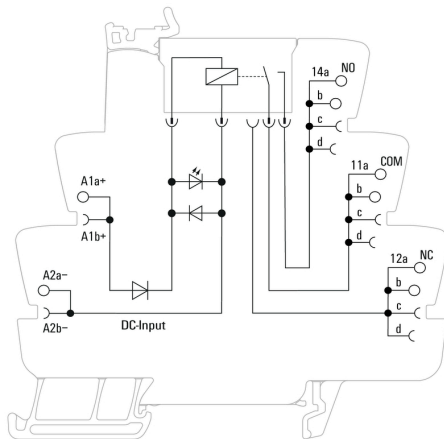 14a NO
b
c
d
11a COM
b
c
d
A1a+
A1b+
12a NC
b
c
d
A2a–
A2b–
DC-Input